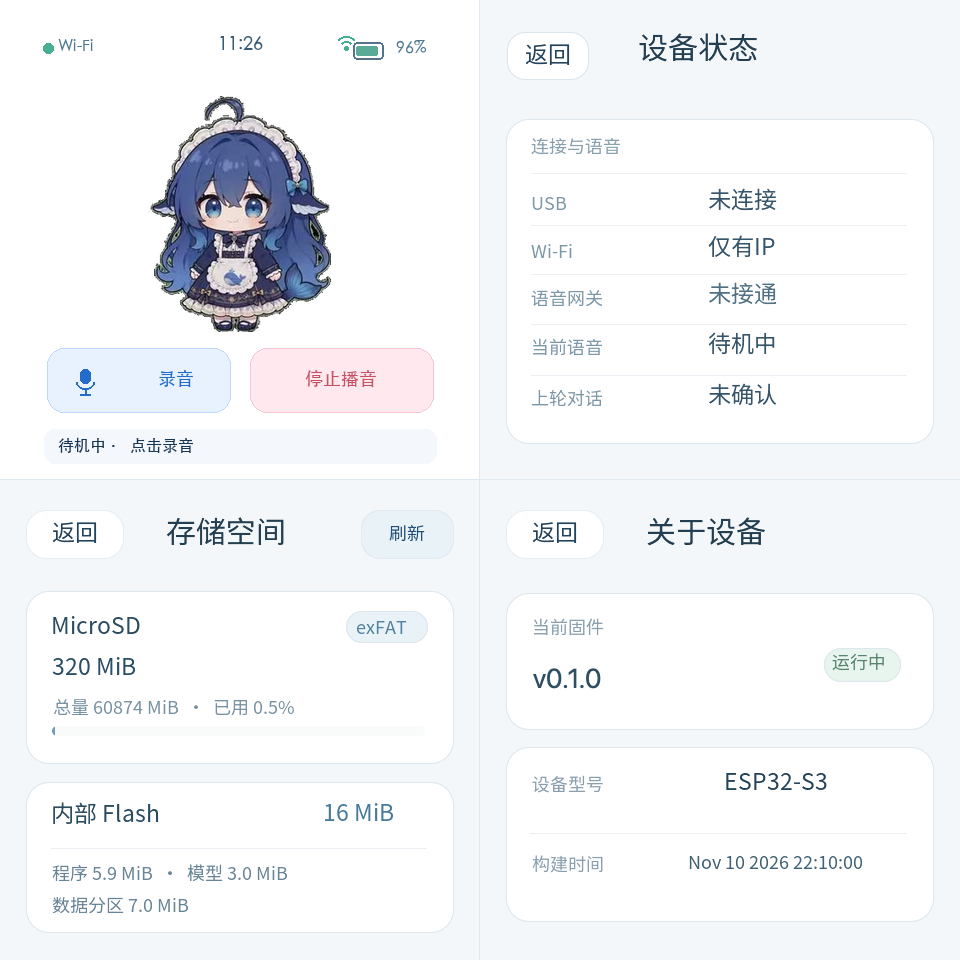 Wi-Fi
11:26
96%
录音
停止播音
待机中 · 点击录音
返回
设备状态
连接与语音
USB 未连接
Wi-Fi 仅有IP
语音网关 未接通
当前语音 待机中
上轮对话 未确认
返回
存储空间
刷新
MicroSD
exFAT
320 MiB
总量 60874 MiB • 已用 0.5%
内部 Flash
16 MiB
程序 5.9 MiB • 模型 3.0 MiB
数据分区 7.0 MiB
返回
关于设备
当前固件
v0.1.0
运行中
设备型号 ESP32-S3
构建时间 Nov 10 2026 22:10:00